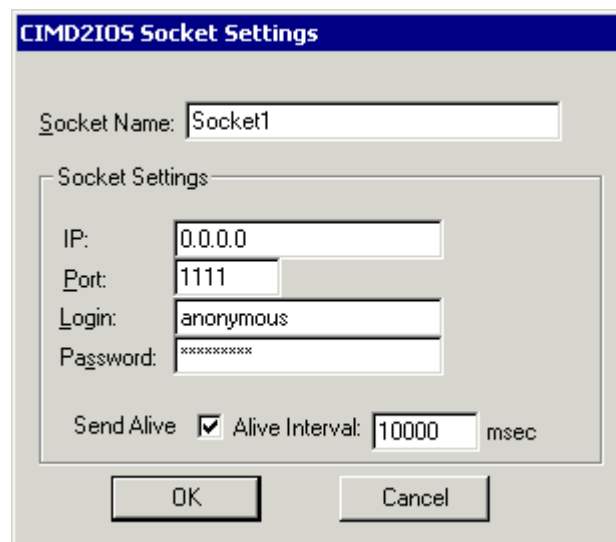 CIMD2IOS Socket Settings
Socket Name: Socket1
Socket Settings
IP: 0.0.0.0
Port: 1111
Login: anonymous
Password: *********
Send Alive Alive Interval: 10000 msec
OK Cancel